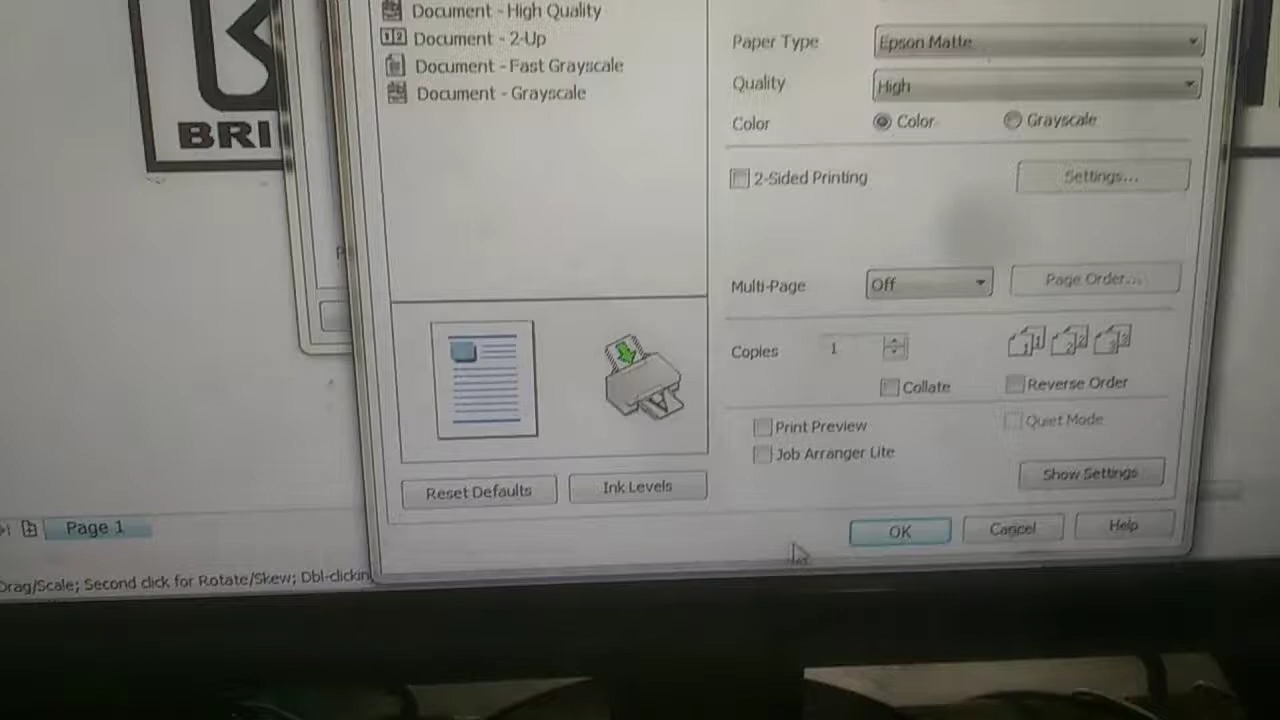 Document - High Quality
Document - 2-Up
Document - Fast Grayscale
Document - Grayscale
BRI
Paper Type Epson Matte
Quality High
Color Color Grayscale
2-Sided Printing Settings...
Multi-Page Off Page Order...
Copies 1
Collate Reverse Order
Print Preview Quiet Mode
Job Arranger Lite
Show Settings
Reset Defaults Ink Levels
OK Cancel Help
Page 1
Drag/Scale; Second click for Rotate/Skew; Dbl-clickin